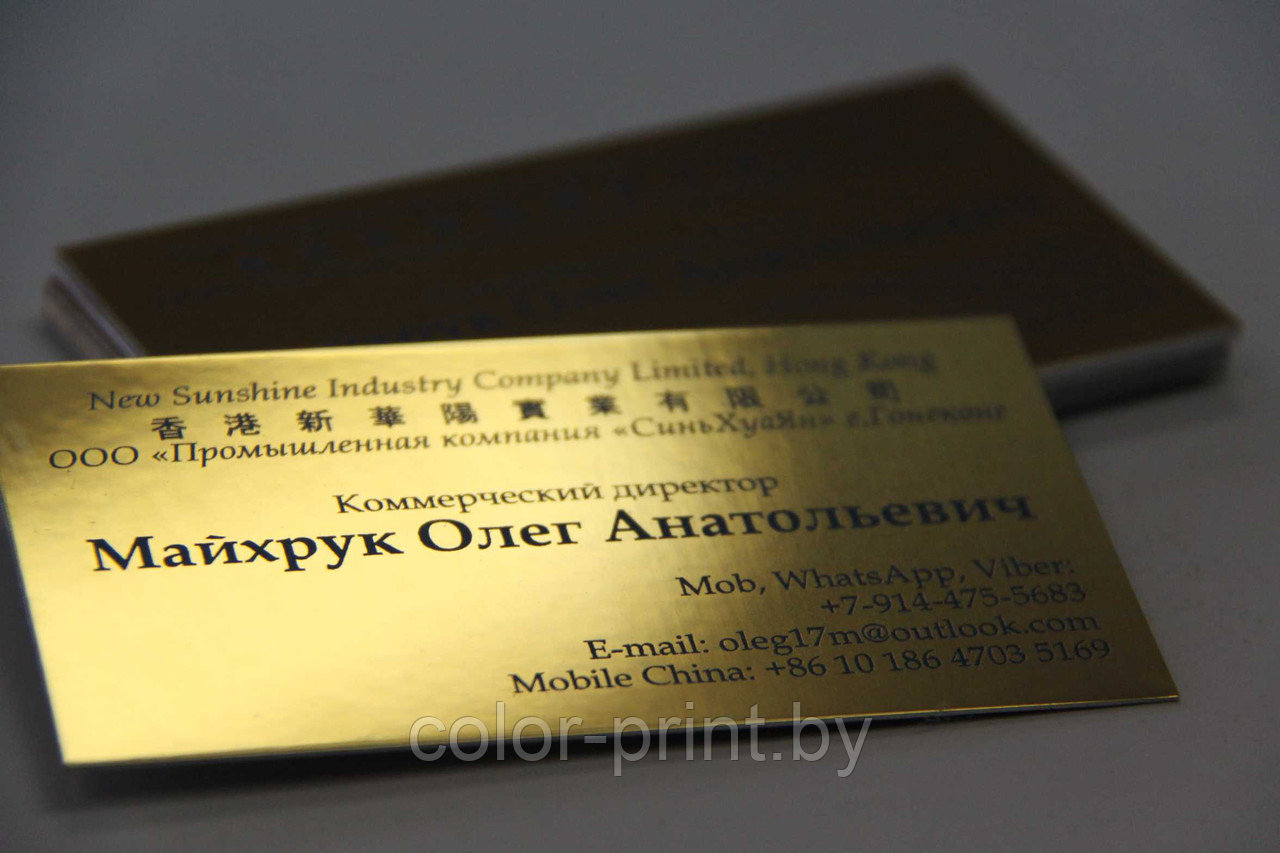 New Sunshine Industry Company Limited, Hong Kong
香港新華陽實業有限公司
ООО «Промышленная компания «СиньХуаЯн» г.Гонконг
Коммерческий директор
Майхрук Олег Анатольевич
Mob, WhatsApp, Viber:
+7-914-475-5683
E-mail: oleg17m@outlook.com
Mobile China: +86 10 186 4703 5169
color-print.by